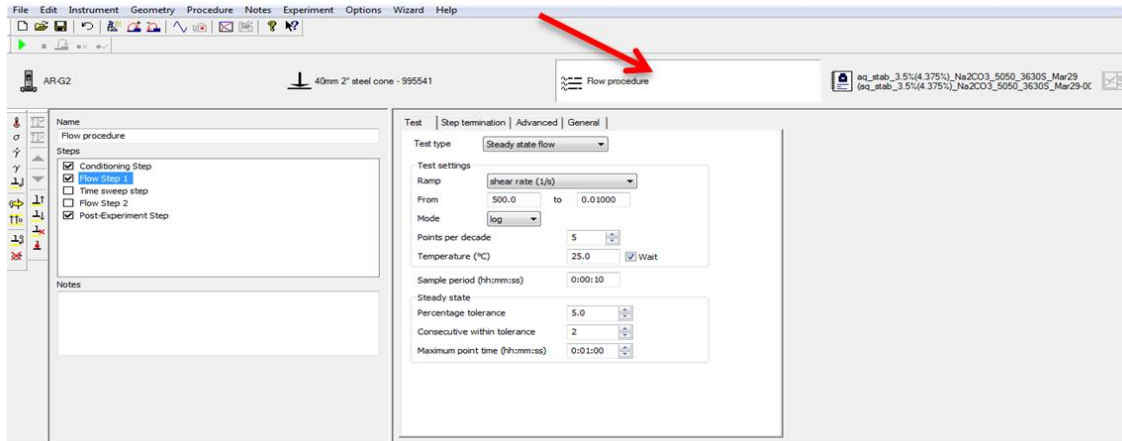 File Edit Instrument Geometry Procedure Notes Experiment Options Wizard Help
AR-G2
40mm 2° steel cone - 995541
Flow procedure
aq_stab_3.5%(4.375%)_Na2CO3_5050_3630S_Mar29
(aq_stab_3.5%(4.375%)_Na2CO3_5050_3630S_Mar29-00
Name
Flow procedure
Steps
Conditioning Step
Flow Step 1
Time sweep step
Flow Step 2
Post-Experiment Step
Notes
Test Step termination Advanced General
Test type Steady state flow
Test settings
Ramp shear rate (1/s)
From 500.0 to 0.01000
Mode log
Points per decade 5
Temperature (°C) 25.0 Wait
Sample period (hh:mm:ss) 0:00:10
Steady state
Percentage tolerance 5.0
Consecutive within tolerance 2
Maximum point time (hh:mm:ss) 0:01:00